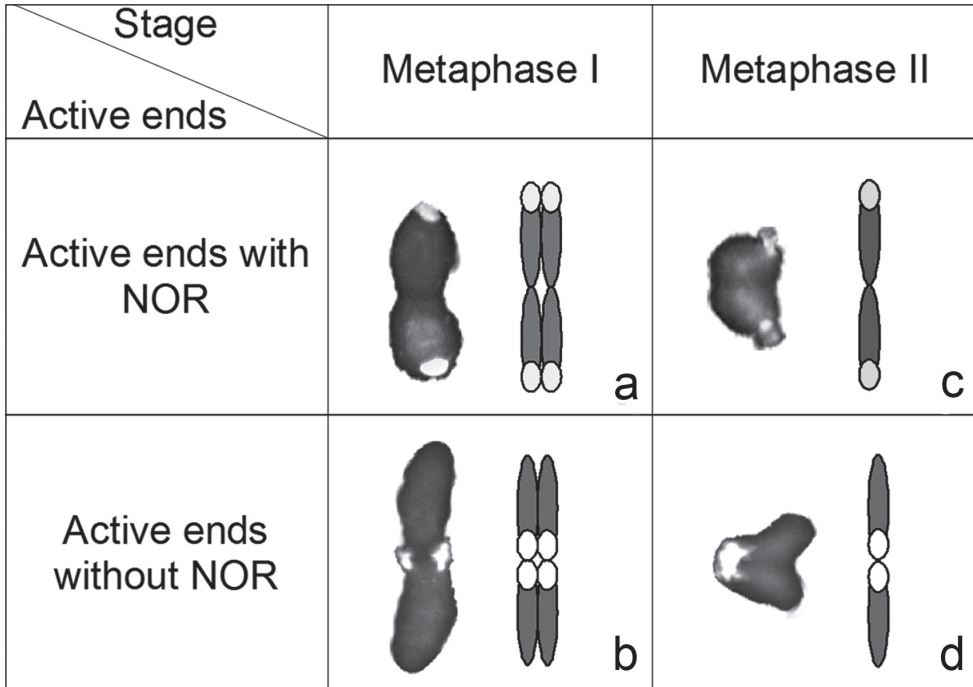 Stage
Active ends
Metaphase I
Metaphase II
Active ends with
NOR
a
c
Active ends
without NOR
b
d